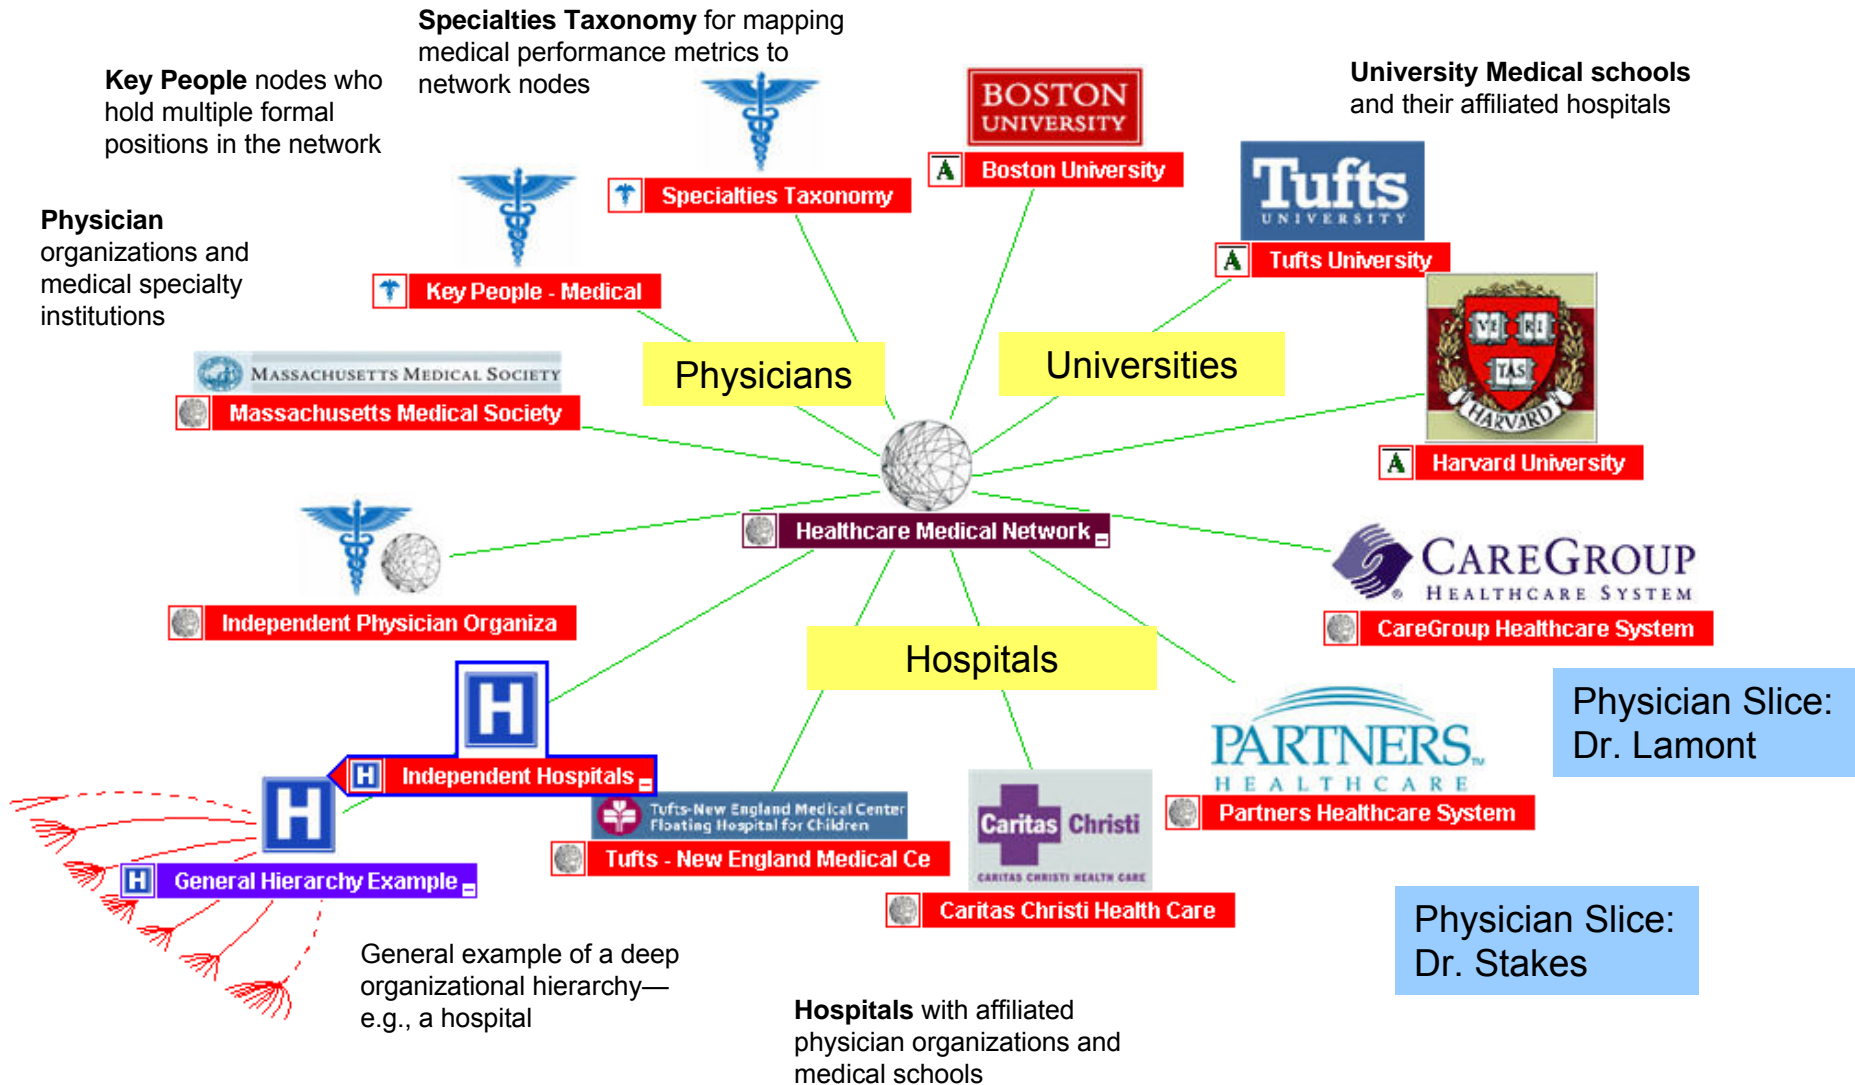 Specialties Taxonomy for mapping
medical performance metrics to
network nodes
Key People nodes who
hold multiple formal
positions in the network
University Medical schools
and their affiliated hospitals
BOSTON
UNIVERSITY
Boston University
Specialties Taxonomy
Tufts
UNIVERSITY
Tufts University
Physician
organizations and
medical specialty
institutions
Key People - Medical
VE RI
TAS
HARVARD
Harvard University
Physicians
Universities
MASSACHUSETTS MEDICAL SOCIETY
Massachusetts Medical Society
Healthcare Medical Network
CAREGROUP
HEALTHCARE SYSTEM
CareGroup Healthcare System
Independent Physician Organiza
Hospitals
Physician Slice:
Dr. Lamont
H
Independent Hospitals
PARTNERS™
HEALTHCARE
Partners Healthcare System
H
General Hierarchy Example
Tufts-New England Medical Center
Floating Hospital for Children
Tufts - New England Medical Ce
Caritas Christi
CARITAS CHRISTI HEALTH CARE
Caritas Christi Health Care
Physician Slice:
Dr. Stakes
General example of a deep
organizational hierarchy—
e.g., a hospital
Hospitals with affiliated
physician organizations and
medical schools